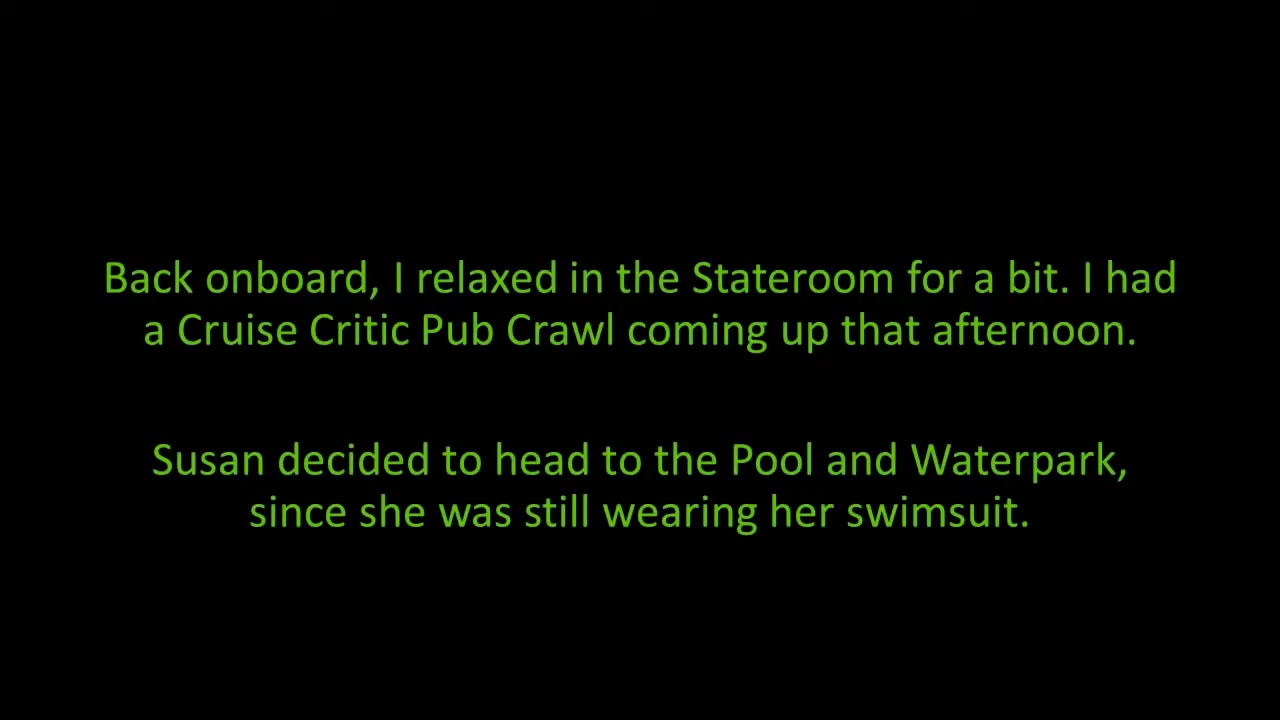 Back onboard, I relaxed in the Stateroom for a bit. I had
a Cruise Critic Pub Crawl coming up that afternoon.
Susan decided to head to the Pool and Waterpark,
since she was still wearing her swimsuit.